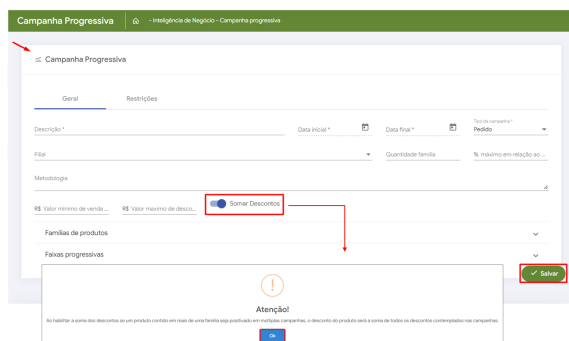 Campanha Progressiva - Inteligência de Negócio - Campanha progressiva
Campanha Progressiva
Geral Restrições
Descrição * Data inicial * Data final * Tipo da campanha *
Pedido
Filial Quantidade família % máximo em relação ao ...
Metodologia
R$ Valor mínimo de venda ... R$ Valor maximo de desco... Somar Descontos
Famílias de produtos
Faixas progressivas
Salvar
Atenção!
Ao habilitar a soma dos descontos se um produto contido em mais de uma família seja positivado em múltiplas campanhas, o desconto do produto será a soma de todos os descontos contemplados nas campanhas.
Ok